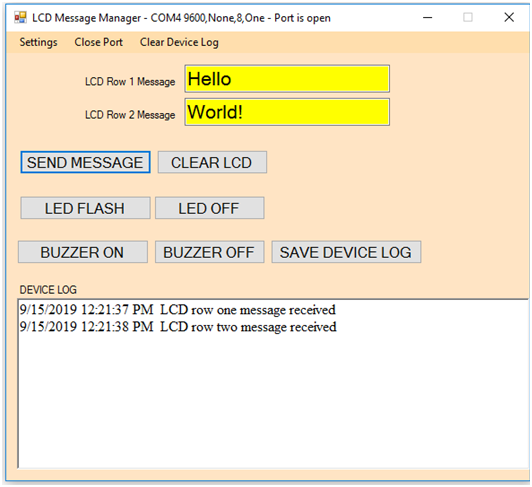 LCD Message Manager - COM4 9600,None,8,One - Port is open
Settings Close Port Clear Device Log
LCD Row 1 Message Hello
LCD Row 2 Message World!
SEND MESSAGE CLEAR LCD
LED FLASH LED OFF
BUZZER ON BUZZER OFF SAVE DEVICE LOG
DEVICE LOG
9/15/2019 12:21:37 PM LCD row one message received
9/15/2019 12:21:38 PM LCD row two message received